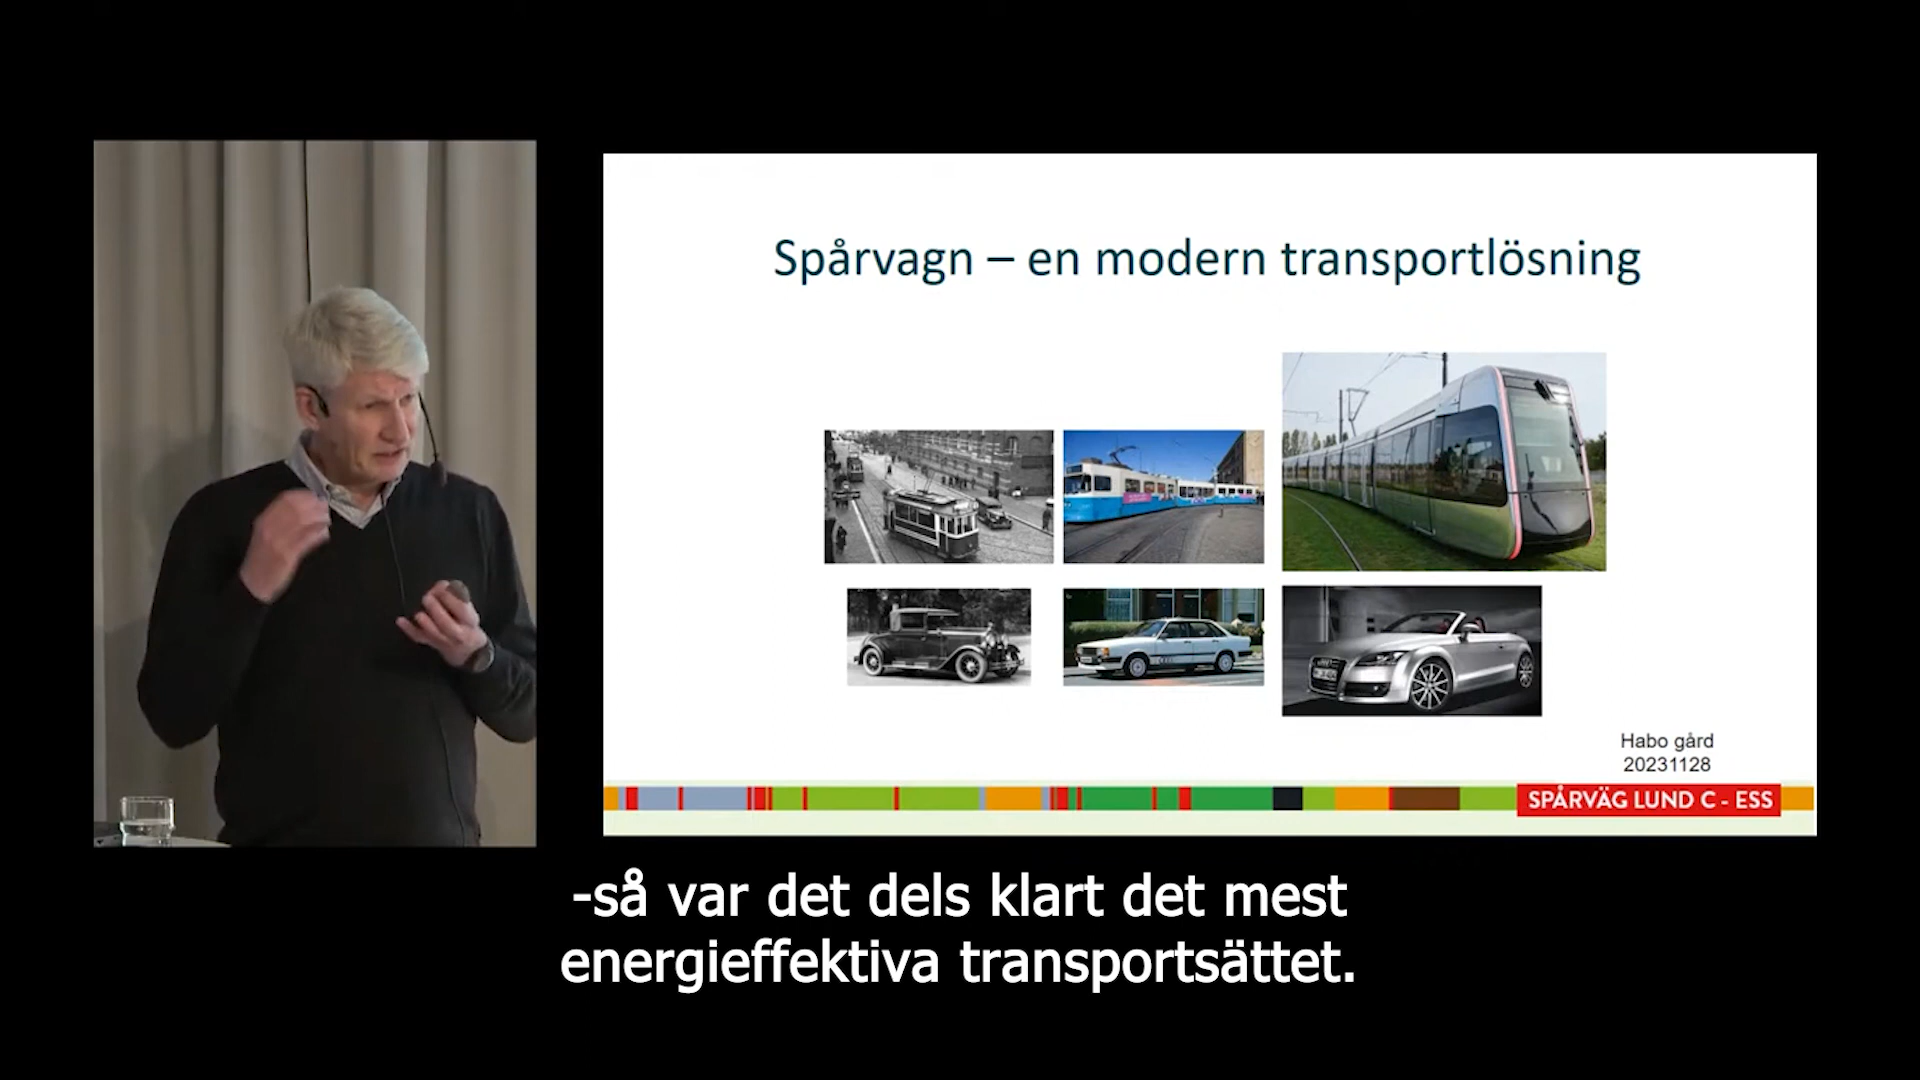 Spårvagn – en modern transportlösning
Habo gård
20231128
SPÅRVÄG LUND C - ESS
-så var det dels klart det mest
energieffektiva transportsättet.